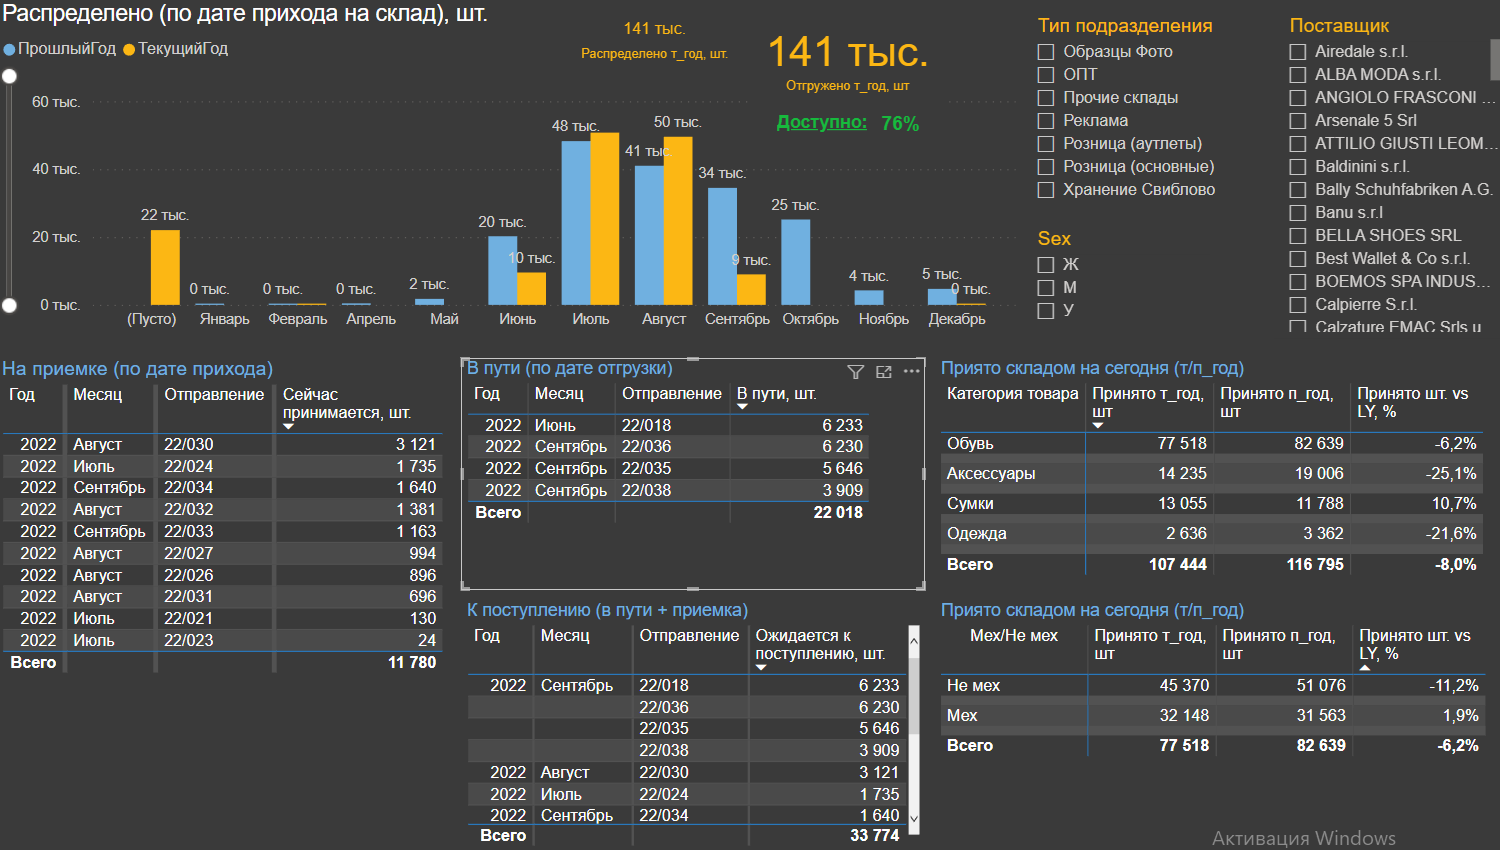 Распределено (по дате прихода на склад), шт.
ПрошлыйГод ТекущийГод
141 тыс.
Распределено т_год, шт.
141 тыс.
Отгружено т_год, шт
Доступно: 76%
60 тыс.
40 тыс.
20 тыс.
0 тыс.
22 тыс.
0 тыс.
0 тыс.
0 тыс.
2 тыс.
20 тыс.
10 тыс.
48 тыс.
41 тыс.
50 тыс.
34 тыс.
9 тыс.
25 тыс.
4 тыс.
5 тыс.
0 тыс.
(Пусто) Январь Февраль Апрель Май Июнь Июль Август Сентябрь Октябрь Ноябрь Декабрь
Тип подразделения
Образцы Фото
ОПТ
Прочие склады
Реклама
Розница (аутлеты)
Розница (основные)
Хранение Свиблово
Sex
Ж
М
У
Поставщик
Airedale s.r.l.
ALBA MODA s.r.l.
ANGIOLO FRASCONI ...
Arsenale 5 Srl
ATTILIO GIUSTI LEOM...
Baldinini s.r.l.
Bally Schuhfabriken A.G.
Banu s.r.l
BELLA SHOES SRL
Best Wallet & Co s.r.l.
BOEMOS SPA INDUS...
Calpierre S.r.l.
Calzature EMAC Srls u
На приемке (по дате прихода)
Год Месяц Отправление Сейчас принимается, шт.
2022 Август 22/030 3 121
2022 Июль 22/024 1 735
2022 Сентябрь 22/034 1 640
2022 Август 22/032 1 381
2022 Сентябрь 22/033 1 163
2022 Август 22/027 994
2022 Август 22/026 896
2022 Август 22/031 696
2022 Июль 22/021 130
2022 Июль 22/023 24
Всего 11 780
В пути (по дате отгрузки)
Год Месяц Отправление В пути, шт.
2022 Июнь 22/018 6 233
2022 Сентябрь 22/036 6 230
2022 Сентябрь 22/035 5 646
2022 Сентябрь 22/038 3 909
Всего 22 018
К поступлению (в пути + приемка)
Год Месяц Отправление Ожидается к поступлению, шт.
2022 Сентябрь 22/018 6 233
22/036 6 230
22/035 5 646
22/038 3 909
2022 Август 22/030 3 121
2022 Июль 22/024 1 735
2022 Сентябрь 22/034 1 640
Всего 33 774
Приято складом на сегодня (т/п_год)
Категория товара Принято т_год, шт Принято п_год, шт Принято шт. vs LY, %
Обувь 77 518 82 639 -6,2%
Аксессуары 14 235 19 006 -25,1%
Сумки 13 055 11 788 10,7%
Одежда 2 636 3 362 -21,6%
Всего 107 444 116 795 -8,0%
Приято складом на сегодня (т/п_год)
Мех/Не мех Принято т_год, шт Принято п_год, шт Принято шт. vs LY, %
Не мех 45 370 51 076 -11,2%
Мех 32 148 31 563 1,9%
Всего 77 518 82 639 -6,2%
Активация Windows